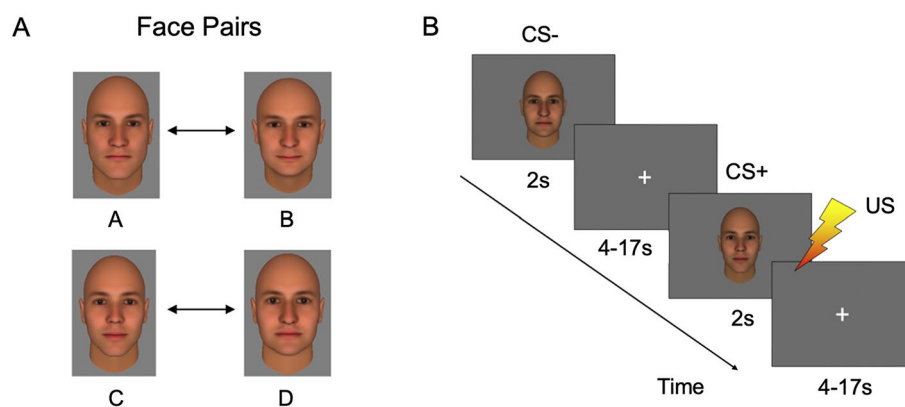 A
Face Pairs
A
B
C
D
B
CS-
2s
4-17s
CS+
US
2s
Time
4-17s